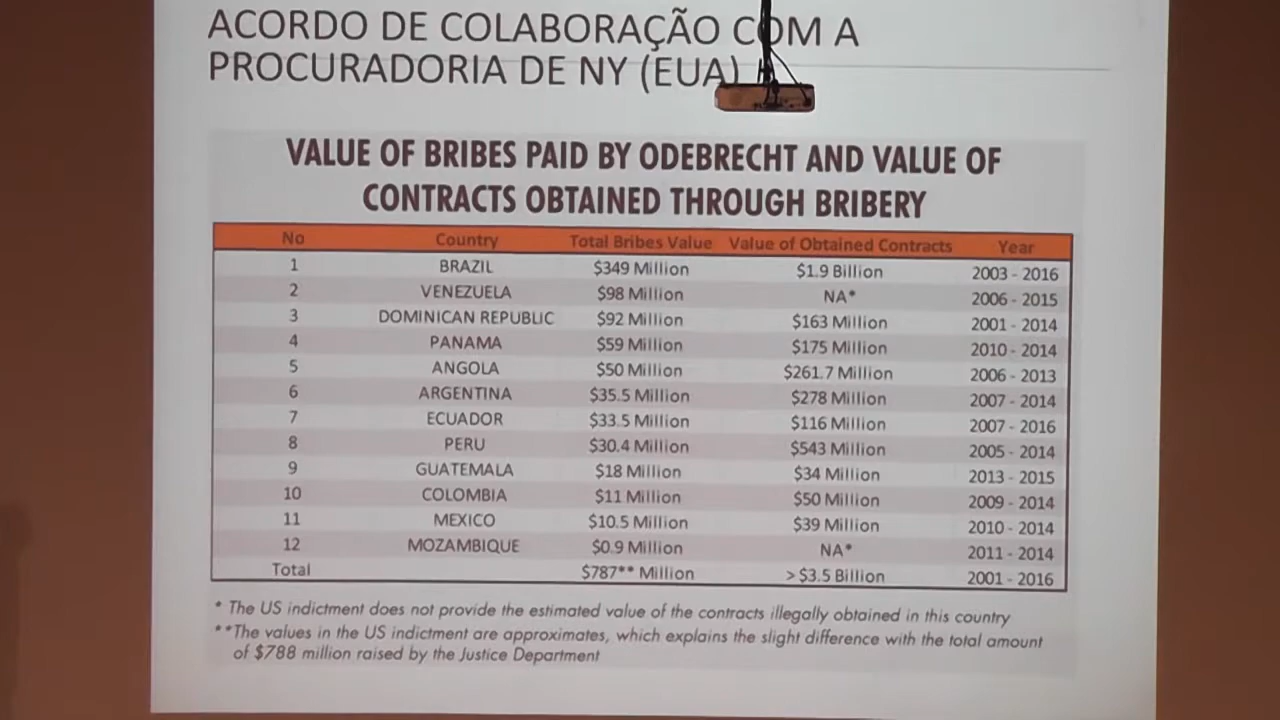 ACORDO DE COLABORAÇÃO COM A
PROCURADORIA DE NY (EUA)
VALUE OF BRIBES PAID BY ODEBRECHT AND VALUE OF
CONTRACTS OBTAINED THROUGH BRIBERY
No Country Total Bribes Value Value of Obtained Contracts Year
1 BRAZIL $349 Million $1.9 Billion 2003 - 2016
2 VENEZUELA $98 Million NA* 2006 - 2015
3 DOMINICAN REPUBLIC $92 Million $163 Million 2001 - 2014
4 PANAMA $59 Million $175 Million 2010 - 2014
5 ANGOLA $50 Million $261.7 Million 2006 - 2013
6 ARGENTINA $35.5 Million $278 Million 2007 - 2014
7 ECUADOR $33.5 Million $116 Million 2007 - 2016
8 PERU $30.4 Million $543 Million 2005 - 2014
9 GUATEMALA $18 Million $34 Million 2013 - 2015
10 COLOMBIA $11 Million $50 Million 2009 - 2014
11 MEXICO $10.5 Million $39 Million 2010 - 2014
12 MOZAMBIQUE $0.9 Million NA* 2011 - 2014
Total $787** Million > $3.5 Billion 2001 - 2016
* The US indictment does not provide the estimated value of the contracts illegally obtained in this country
**The values in the US indictment are approximates, which explains the slight difference with the total amount
of $788 million raised by the Justice Department